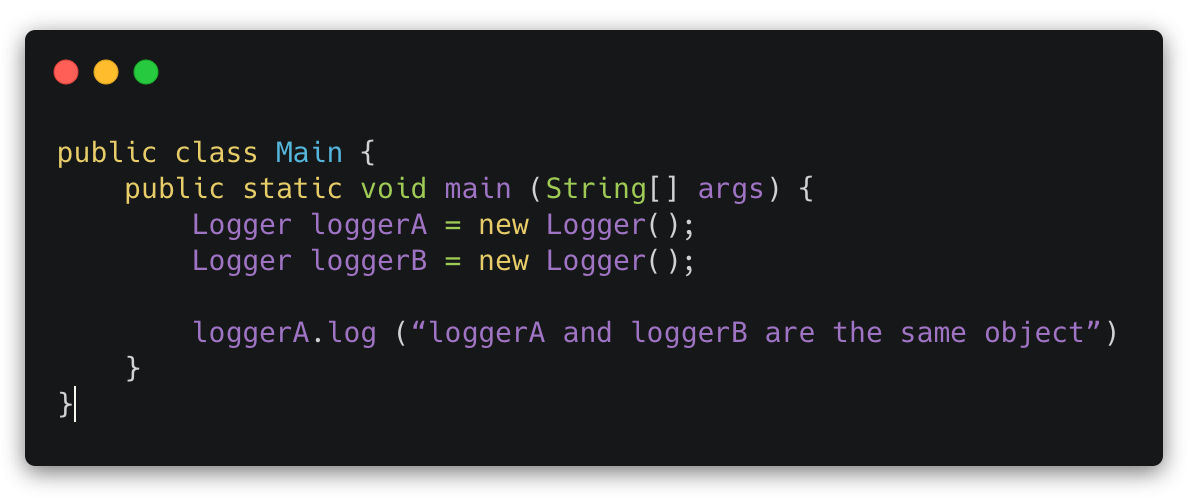 public class Main {
    public static void main (String[] args) {
        Logger loggerA = new Logger();
        Logger loggerB = new Logger();

        loggerA.log (“loggerA and loggerB are the same object”)
    }
}